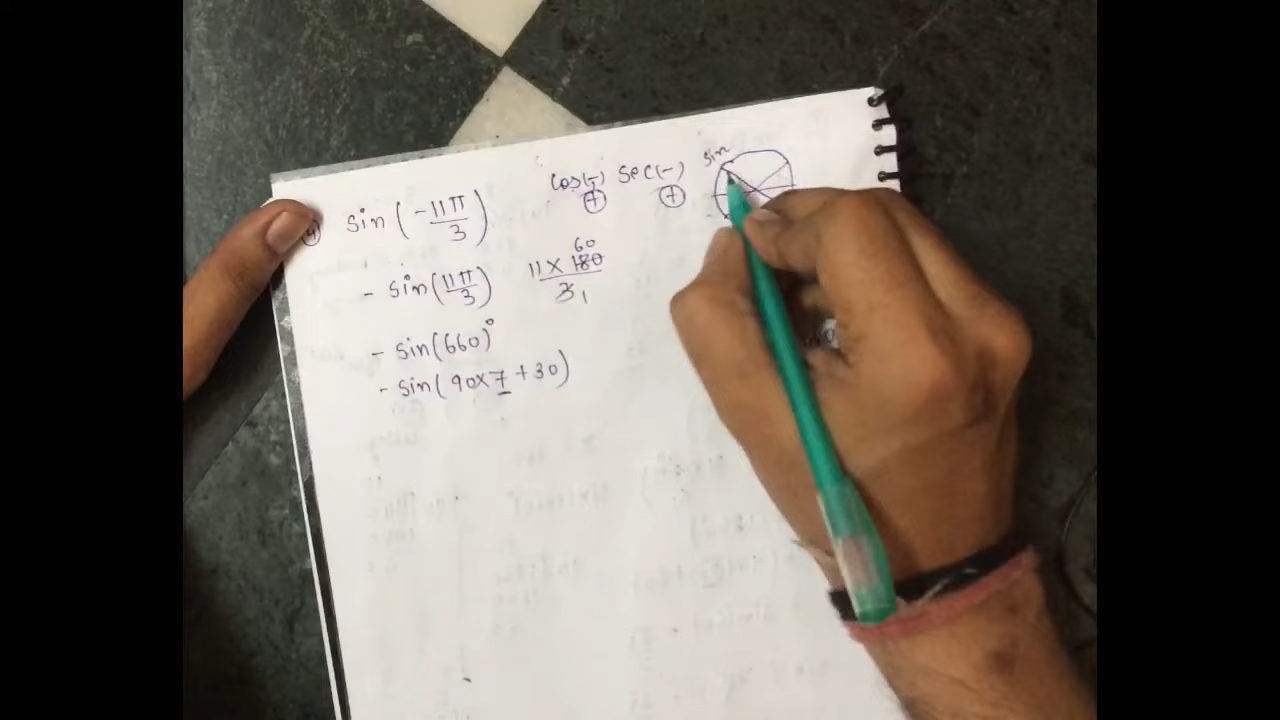 4 sin(-11π/3)
cos(-) sec(-) sin
+ +
- sin(11π/3) 11 × 180/3 60 1
- sin(660)°
- sin(90×7+30)